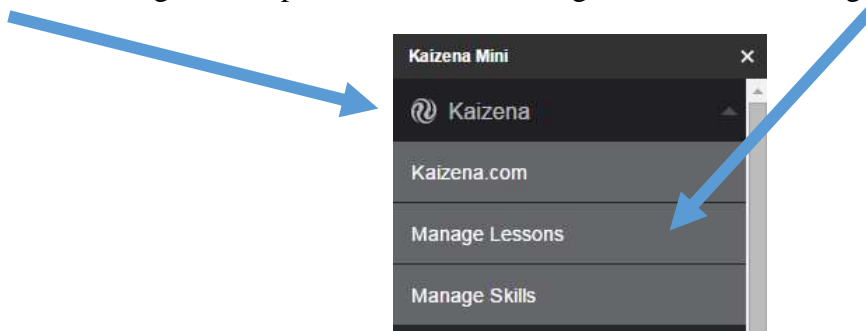 Kaizena Mini ×
Kaizena
Kaizena.com
Manage Lessons
Manage Skills